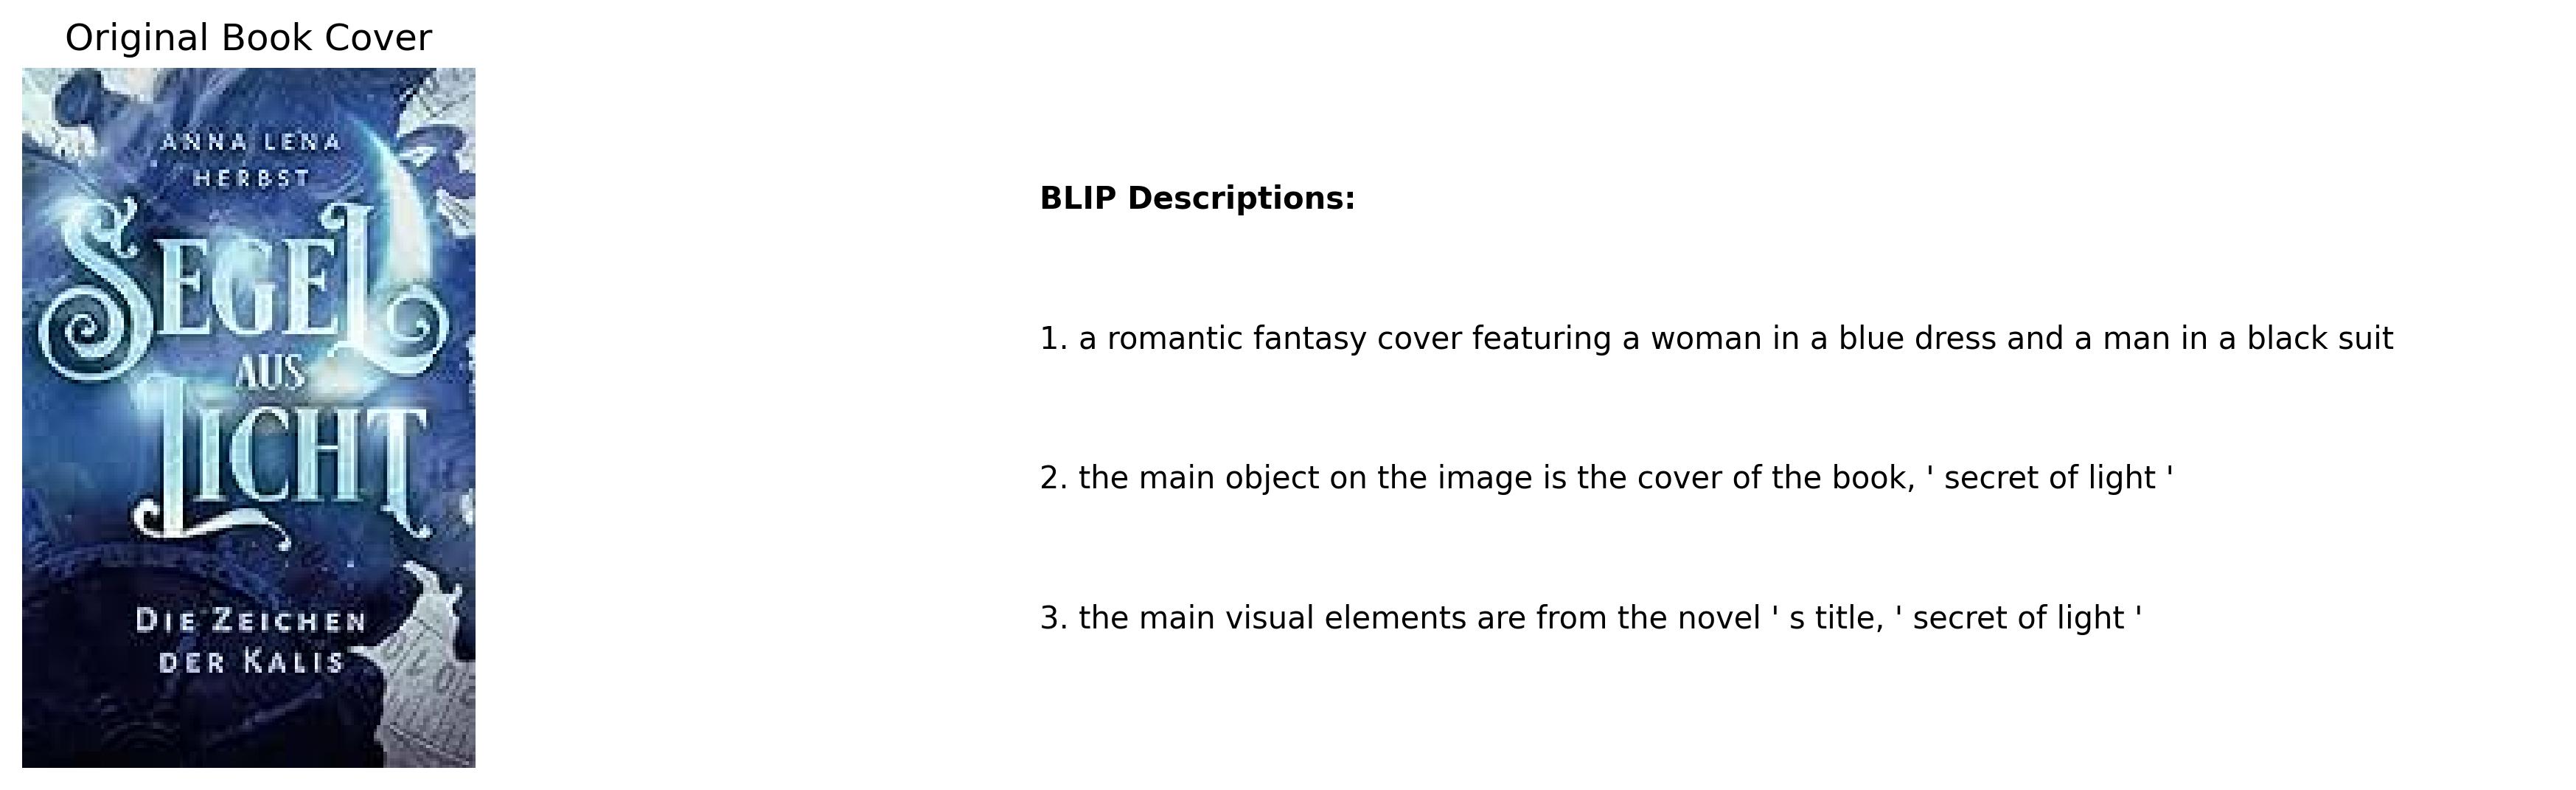 Original Book Cover
ANNA LENA
HERBST
SEGEL
AUS
LICHT
DIE ZEICHEN
DER KALIS
BLIP Descriptions:
1. a romantic fantasy cover featuring a woman in a blue dress and a man in a black suit
2. the main object on the image is the cover of the book, ' secret of light '
3. the main visual elements are from the novel ' s title, ' secret of light '